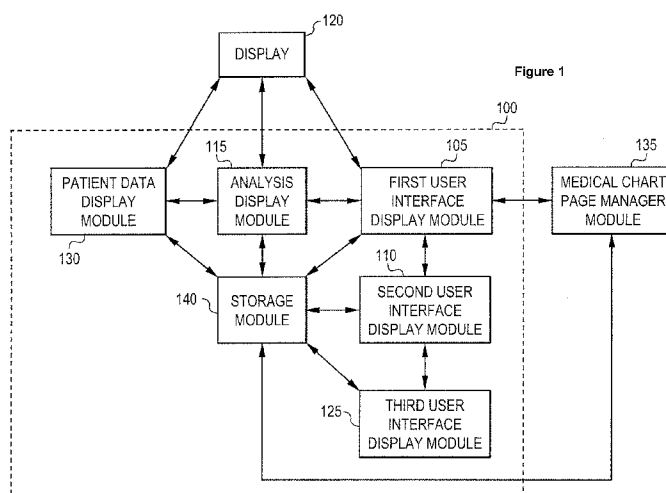 120
DISPLAY
Figure 1
100
115
105
135
PATIENT DATA
DISPLAY
MODULE
ANALYSIS
DISPLAY
MODULE
FIRST USER
INTERFACE
DISPLAY MODULE
MEDICAL CHART
PAGE MANAGER
MODULE
130
110
140
STORAGE
MODULE
SECOND USER
INTERFACE
DISPLAY MODULE
125
THIRD USER
INTERFACE
DISPLAY MODULE